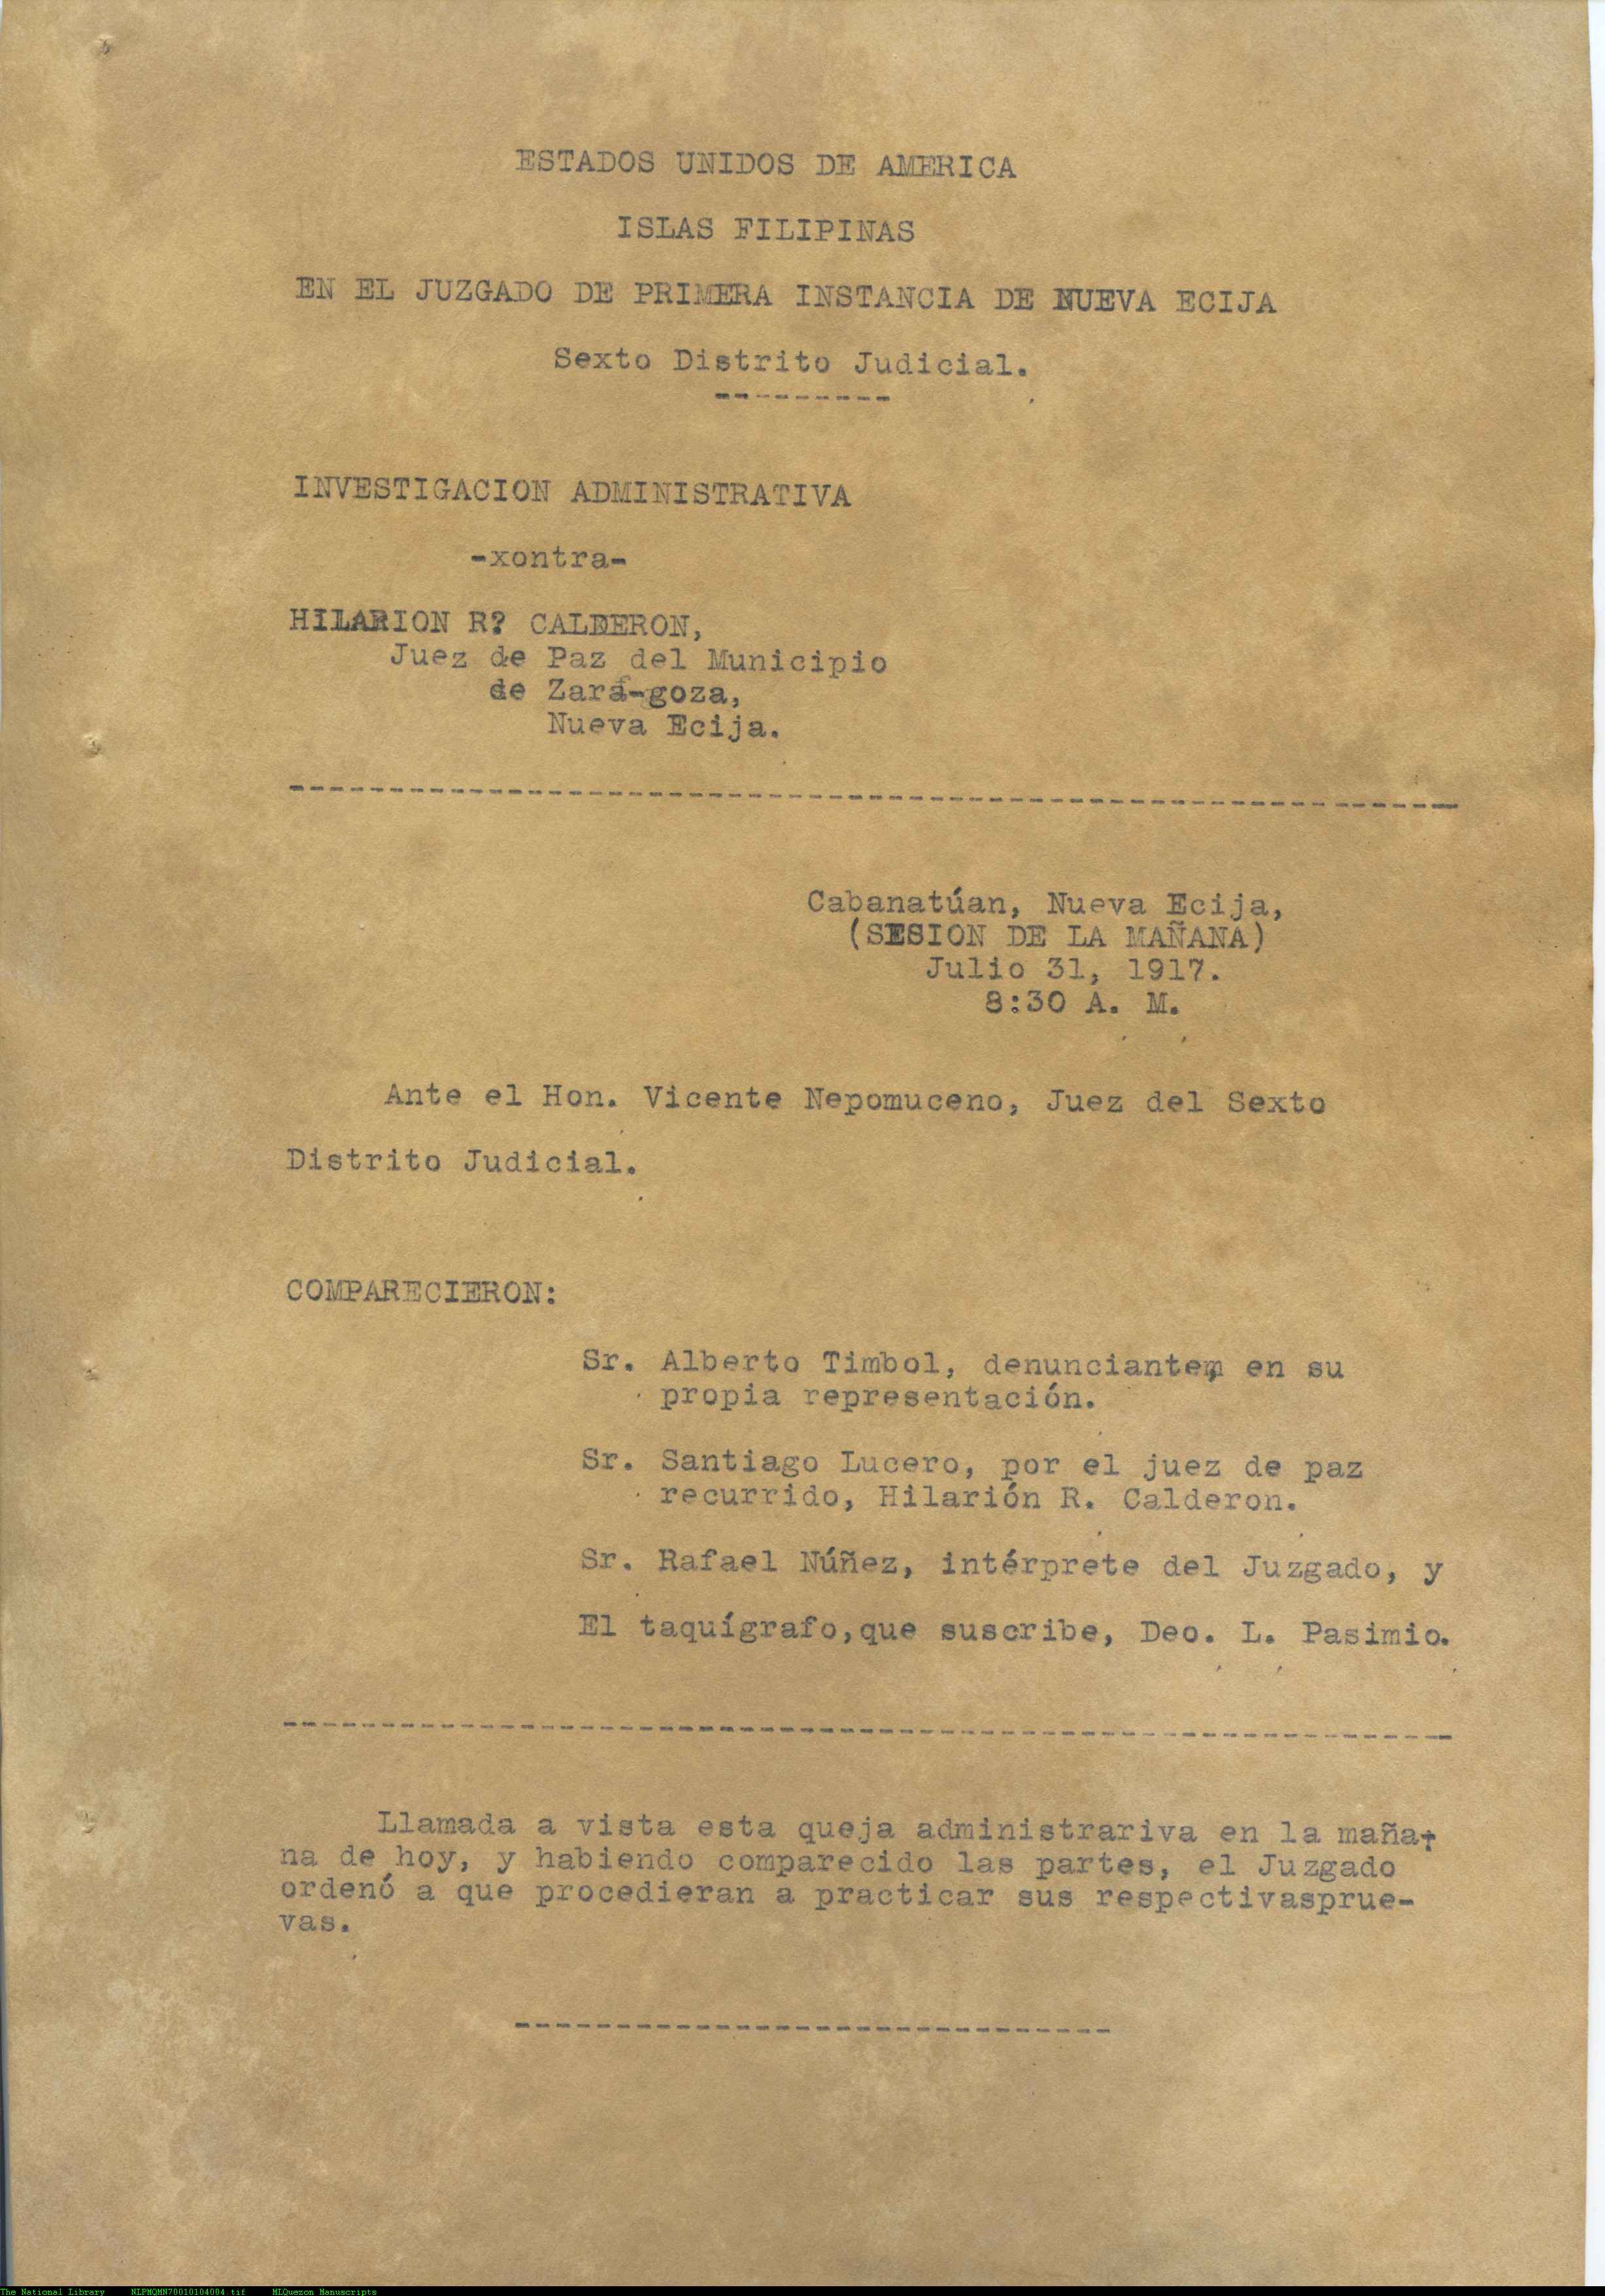 ESTADOS UNIDOS DE AMERICA
ISLAS FILIPINAS
EN EL JUZGADO DE PRIMERA INSTANCIA DE NUEVA ECIJA
Sexto Distrito Judicial.
---------
INVESTIGACION ADMINISTRATIVA
-xontra-
HILARION R? CALDERON,
Juez de Paz del Municipio
de Zara-goza,
Nueva Ecija.
-----------------------------------------------------------
Cabanatúan, Nueva Ecija,
(SESION DE LA MAÑANA)
Julio 31, 1917.
8:30 A. M.
Ante el Hon. Vicente Nepomuceno, Juez del Sexto
Distrito Judicial.
COMPARECIERON:
Sr. Alberto Timbol, denunciante, en su
propia representación.
Sr. Santiago Lucero, por el juez de paz
recurrido, Hilarión R. Calderon.
Sr. Rafael Núñez, intérprete del Juzgado, y
El taquígrafo,que suscribe, Deo. L. Pasimio.
-----------------------------------------------------------
Llamada a vista esta queja administrariva en la maña-
na de hoy, y habiendo comparecido las partes, el Juzgado
ordenó a que procedieran a practicar sus respectivasprue-
vas.
------------------------------
The National Library NLPMQMN70010104004.tif MLQuezon Manuscripts